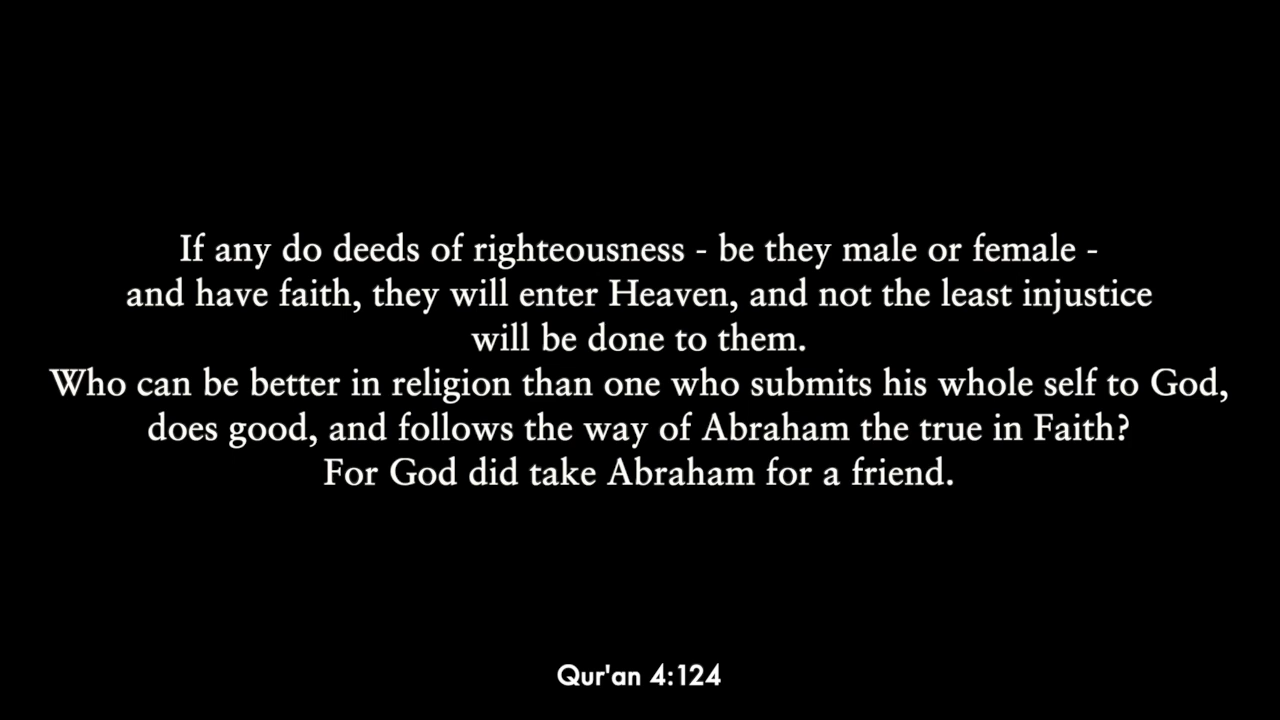 If any do deeds of righteousness - be they male or female -
and have faith, they will enter Heaven, and not the least injustice
will be done to them.
Who can be better in religion than one who submits his whole self to God,
does good, and follows the way of Abraham the true in Faith?
For God did take Abraham for a friend.
Qur'an 4:124